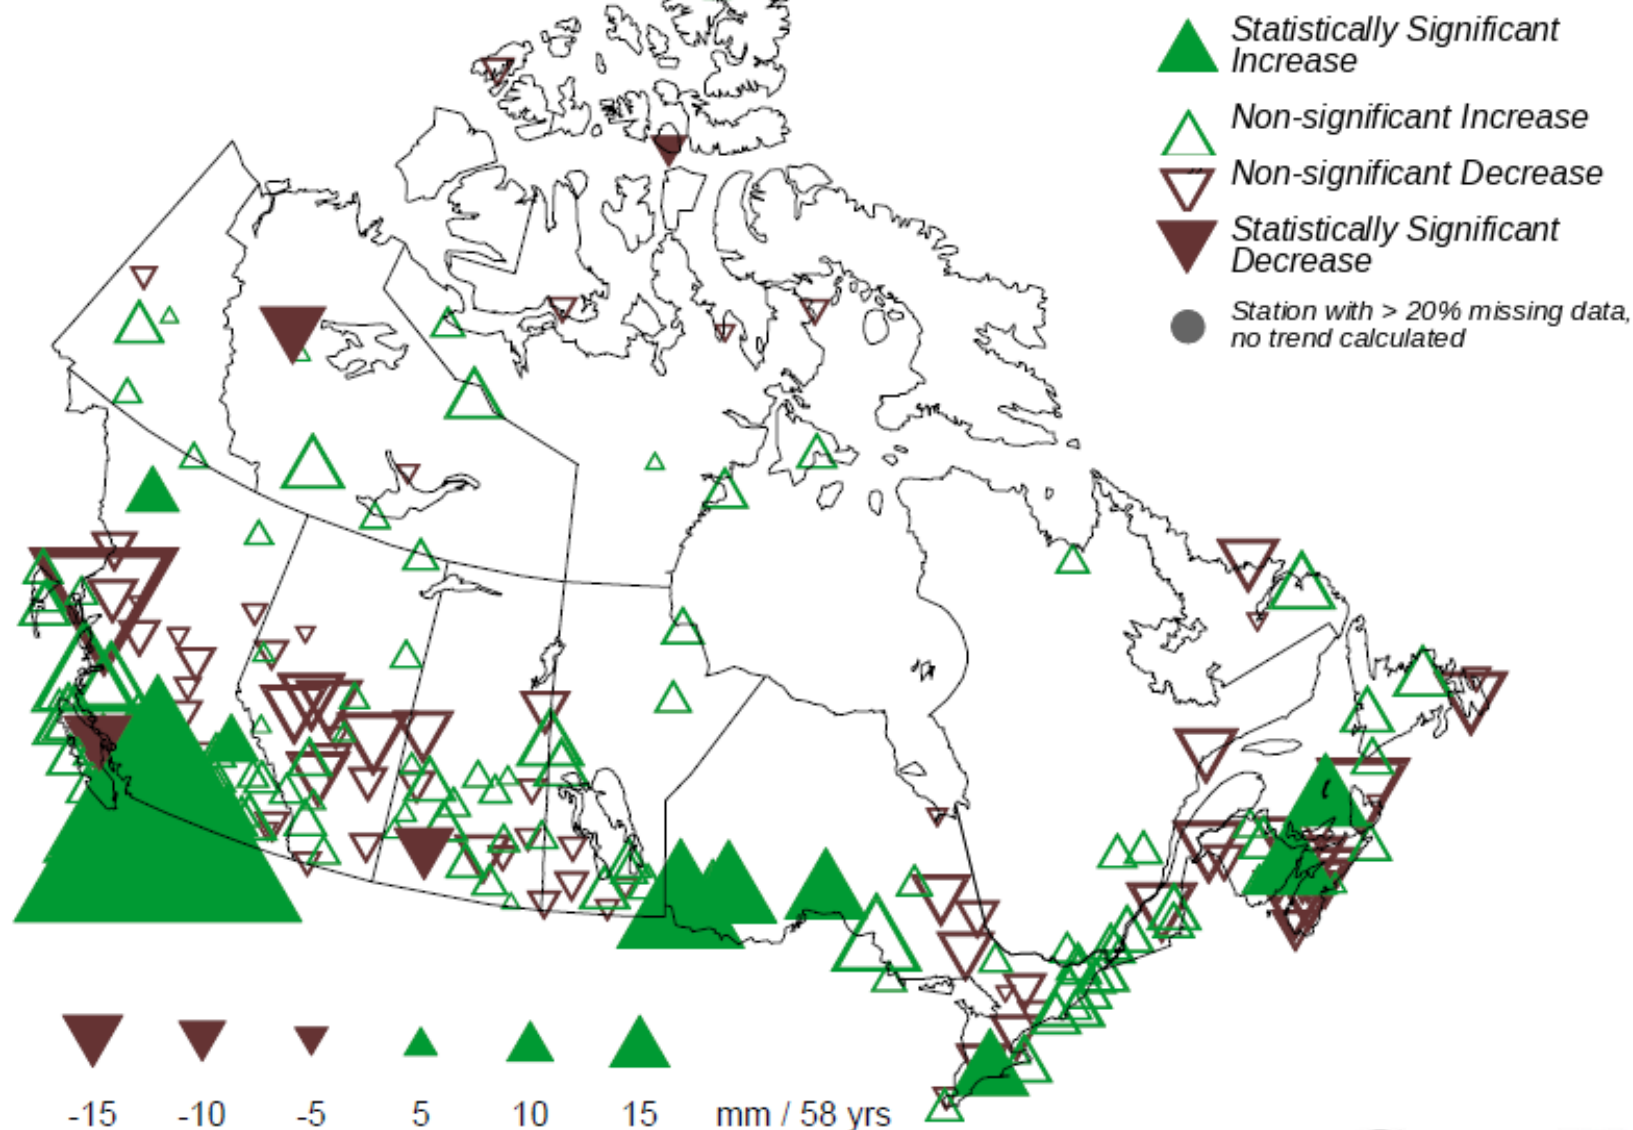 Statistically Significant
Increase
Non-significant Increase
Non-significant Decrease
Statistically Significant
Decrease
Station with > 20% missing data,
no trend calculated
-15 -10 -5 5 10 15 mm / 58 yrs